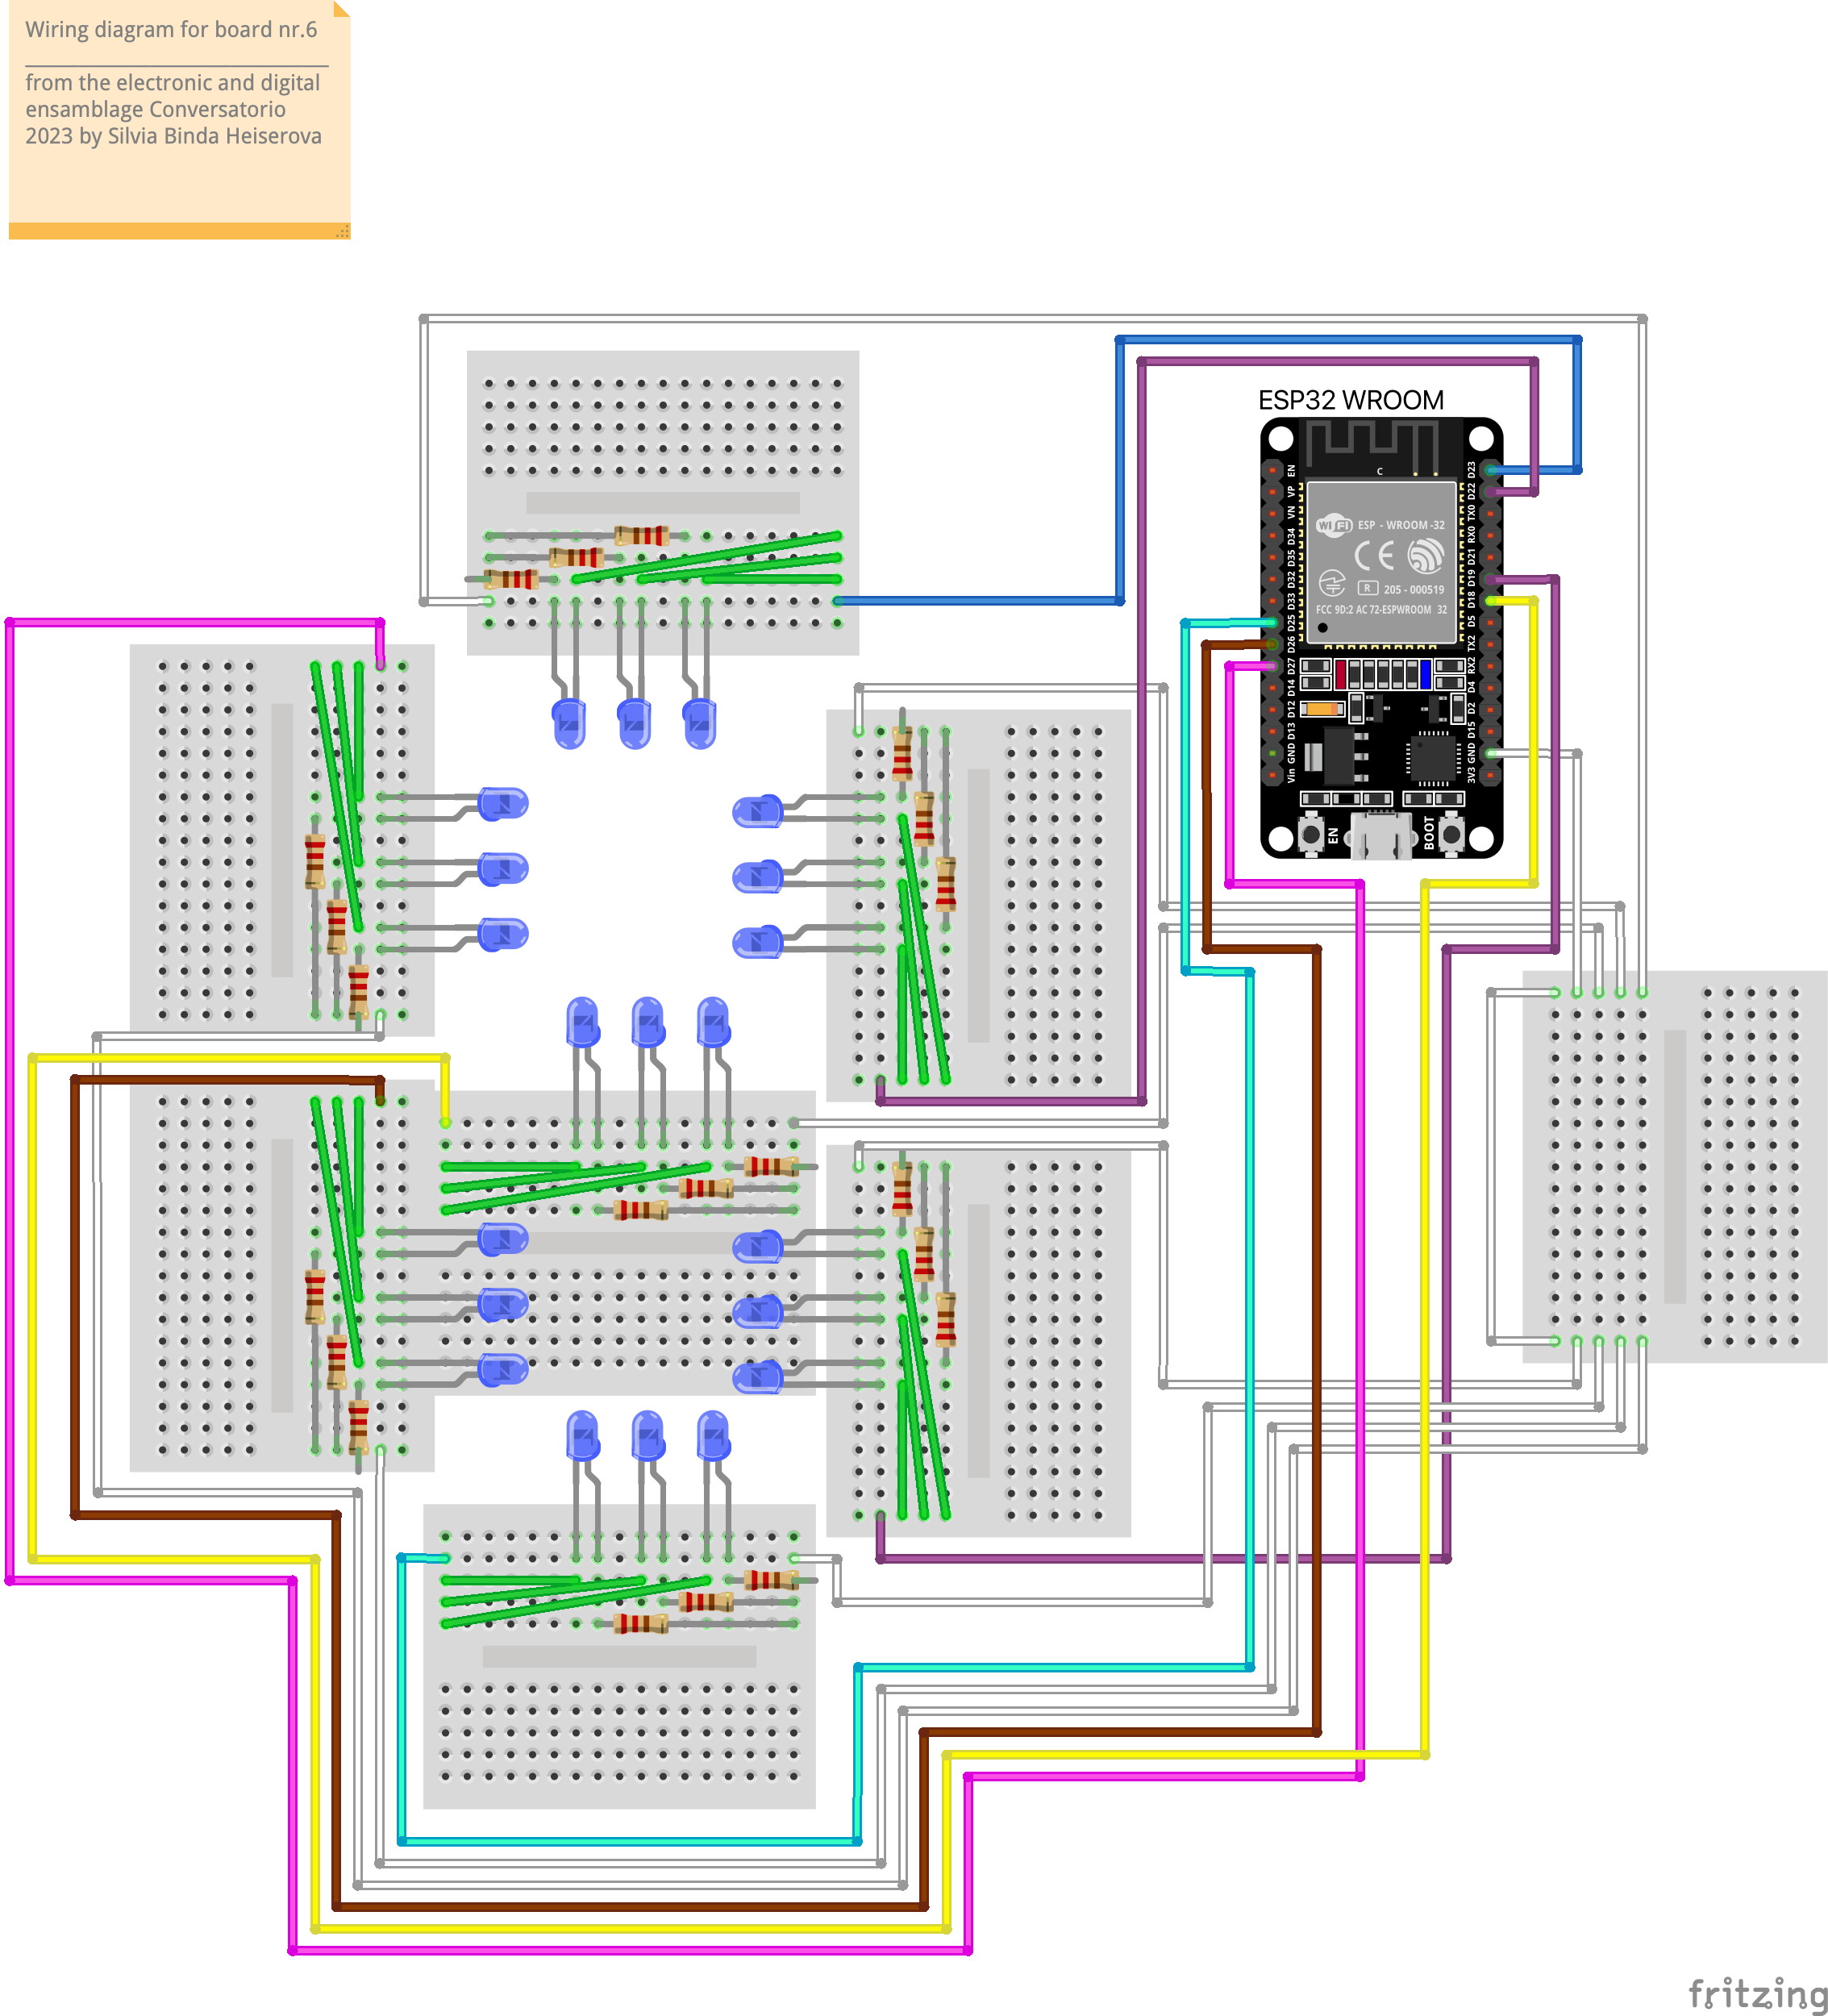 Wiring diagram for board nr.6
from the electronic and digital
ensamblage Conversatorio
2023 by Silvia Binda Heiserova
ESP32 WROOM
C
EN
VP
VN
D34
D35
D32
D33
D25
D26
D27
D14
D12
D13
GND
Vin
D23
D22
TX0
RX0
D21
D19
D18
D5
TX2
RX2
D4
D2
D15
GND
3V3
Wi Fi ESP - WROOM -32
CE
R 205 - 000519
FCC 9D:2 AC 72-ESPWROOM 32
EN
BOOT
fritzing